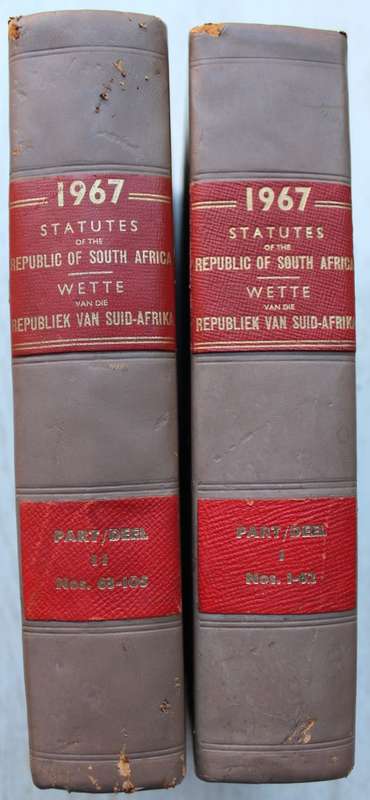 1967
STATUTES
OF THE
REPUBLIC OF SOUTH AFRICA
WETTE
VAN DIE
REPUBLIEK VAN SUID-AFRIKA
PART/DEEL
11
Nos. 63-105
1967
STATUTES
OF THE
REPUBLIC OF SOUTH AFRICA
WETTE
VAN DIE
REPUBLIEK VAN SUID-AFRIKA
PART/DEEL
1
Nos. 1-62